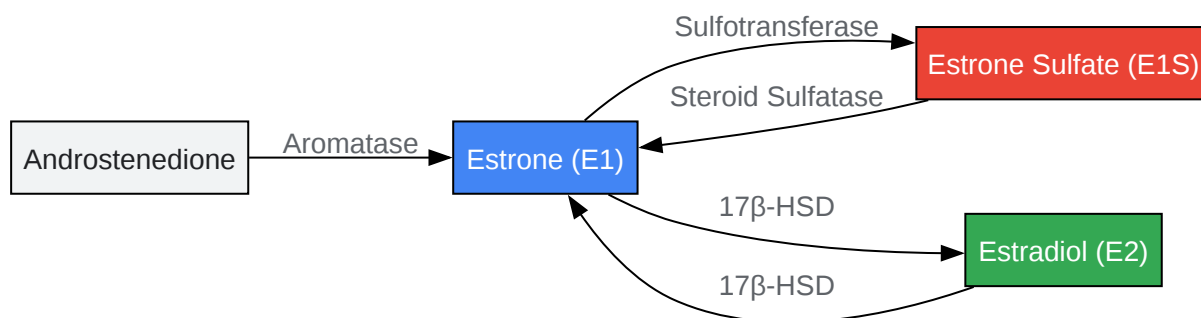 Sulfotransferase
Estrone Sulfate (E1S)
Steroid Sulfatase
Androstenedione
Aromatase
Estrone (E1)
17β-HSD
Estradiol (E2)
17β-HSD